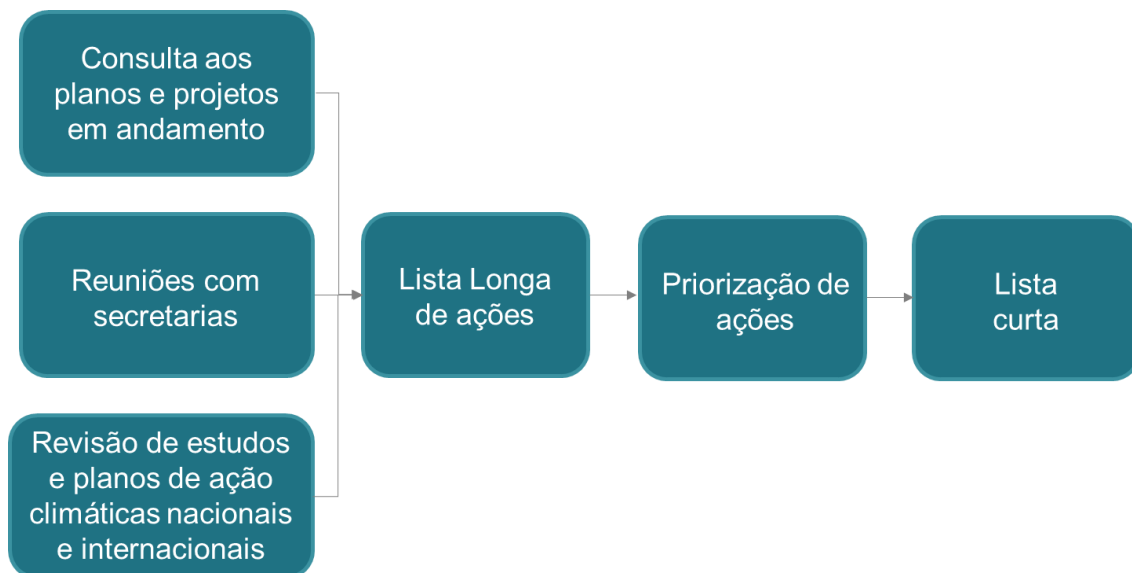 Consulta aos
planos e projetos
em andamento
Reuniões com
secretarias
Revisão de estudos
e planos de ação
climáticas nacionais
e internacionais
Lista Longa
de ações
Priorização de
ações
Lista
curta